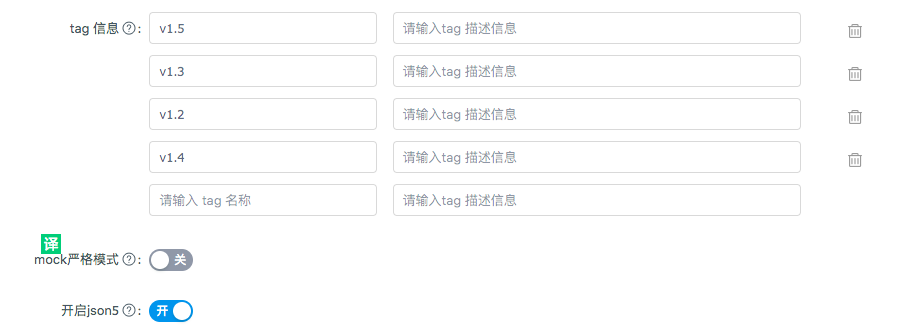 tag 信息 ?: v1.5 请输入tag 描述信息
v1.3 请输入tag 描述信息
v1.2 请输入tag 描述信息
v1.4 请输入tag 描述信息
请输入 tag 名称 请输入tag 描述信息
译
mock严格模式 ?: 关
开启json5 ?: 开